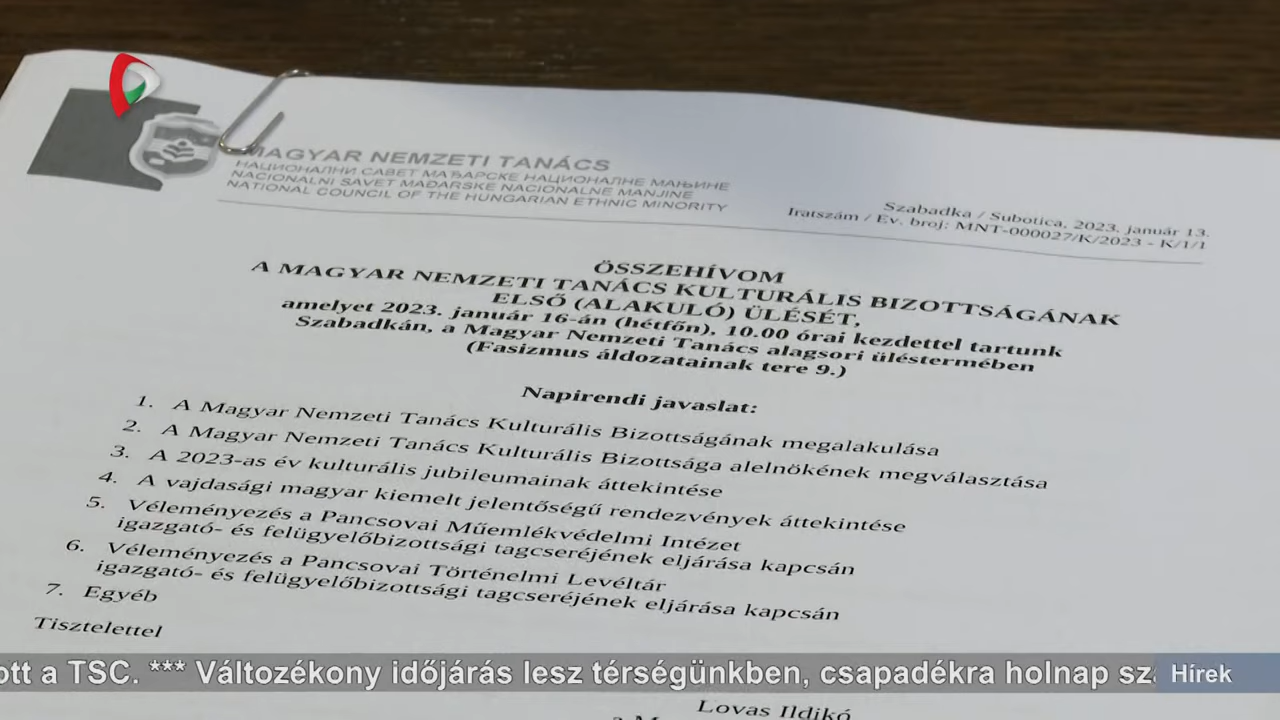 MAGYAR NEMZETI TANÁCS
НАЦИОНАЛНИ САВЕТ МАЂАРСКЕ НАЦИОНАЛНЕ МАЊИНЕ
NACIONALNI SAVET MAĐARSKE NACIONALNE MANJINE
NATIONAL COUNCIL OF THE HUNGARIAN ETHNIC MINORITY
Szabadka / Subotica, 2023. január 13.
Iratszám / Ev. broj: MNT-000027/K/2023 - K/1/1
ÖSSZEHÍVOM
A MAGYAR NEMZETI TANÁCS KULTURÁLIS BIZOTTSÁGÁNAK
ELSŐ (ALAKULÓ) ÜLÉSÉT,
amelyet 2023. január 16-án (hétfőn), 10.00 órai kezdettel tartunk
Szabadkán, a Magyar Nemzeti Tanács alagsori üléstermében
(Fasizmus áldozatainak tere 9.)
Napirendi javaslat:
1. A Magyar Nemzeti Tanács Kulturális Bizottságának megalakulása
2. A Magyar Nemzeti Tanács Kulturális Bizottsága alelnökének megválasztása
3. A 2023-as év kulturális jubileumainak áttekintése
4. A vajdasági magyar kiemelt jelentőségű rendezvények áttekintése
5. Véleményezés a Pancsovai Műemlékvédelmi Intézet
igazgató- és felügyelőbizottsági tagcseréjének eljárása kapcsán
6. Véleményezés a Pancsovai Történelmi Levéltár
igazgató- és felügyelőbizottsági tagcseréjének eljárása kapcsán
7. Egyéb
Tisztelettel
ott a TSC. *** Változékony időjárás lesz térségünkben, csapadékra holnap sz
Hírek
Lovas Ildikó